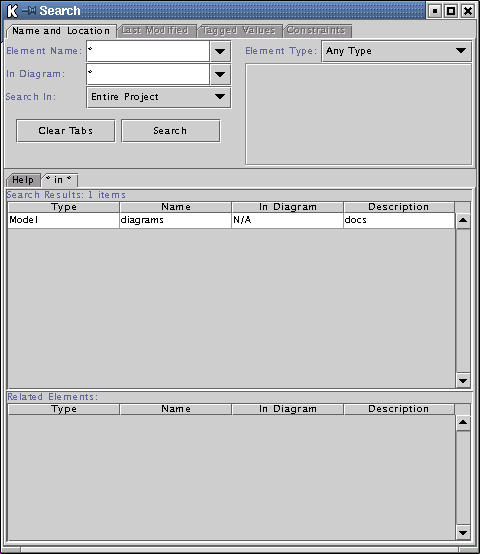 Search
Name and Location Last Modified Tagged Values Constraints
Element Name: * Element Type: Any Type
In Diagram: *
Search In: Entire Project
Clear Tabs Search
Help * in *
Search Results: 1 items
Type Name In Diagram Description
Model diagrams N/A docs
Related Elements:
Type Name In Diagram Description